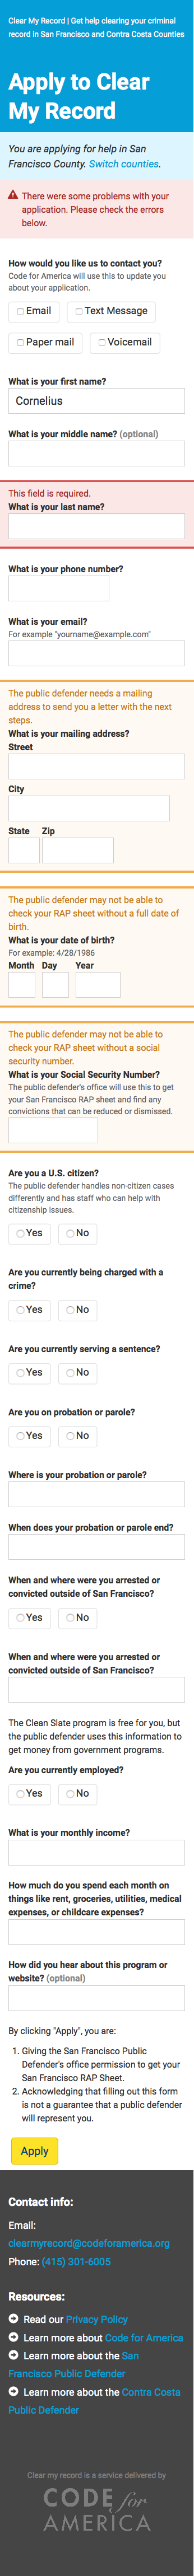 Clear My Record | Get help clearing your criminal
record in San Francisco and Contra Costa Counties
Apply to Clear
My Record
You are applying for help in San
Francisco County. Switch counties.
There were some problems with your
application. Please check the errors
below.
How would you like us to contact you?
Code for America will use this to update you
about your application.
Email Text Message
Paper mail Voicemail
What is your first name?
Cornelius
What is your middle name? (optional)
This field is required.
What is your last name?
What is your phone number?
What is your email?
For example "yourname@example.com"
The public defender needs a mailing
address to send you a letter with the next
steps.
What is your mailing address?
Street
City
State Zip
The public defender may not be able to
check your RAP sheet without a full date of
birth.
What is your date of birth?
For example: 4/28/1986
Month Day Year
The public defender may not be able to
check your RAP sheet without a social
security number.
What is your Social Security Number?
The public defender's office will use this to get
your San Francisco RAP sheet and find any
convictions that can be reduced or dismissed.
Are you a U.S. citizen?
The public defender handles non-citizen cases
differently and has staff who can help with
citizenship issues.
Yes No
Are you currently being charged with a
crime?
Yes No
Are you currently serving a sentence?
Yes No
Are you on probation or parole?
Yes No
Where is your probation or parole?
When does your probation or parole end?
When and where were you arrested or
convicted outside of San Francisco?
Yes No
When and where were you arrested or
convicted outside of San Francisco?
The Clean Slate program is free for you, but
the public defender uses this information to
get money from government programs.
Are you currently employed?
Yes No
What is your monthly income?
How much do you spend each month on
things like rent, groceries, utilities, medical
expenses, or childcare expenses?
How did you hear about this program or
website? (optional)
By clicking "Apply", you are:
1. Giving the San Francisco Public
Defender's office permission to get your
San Francisco RAP Sheet.
2. Acknowledging that filling out this form
is not a guarantee that a public defender
will represent you.
Apply
Contact info:
Email:
clearmyrecord@codeforamerica.org
Phone: (415) 301-6005
Resources:
Read our Privacy Policy
Learn more about Code for America
Learn more about the San
Francisco Public Defender
Learn more about the Contra Costa
Public Defender
Clear my record is a service delivered by
CODE for
AMERICA